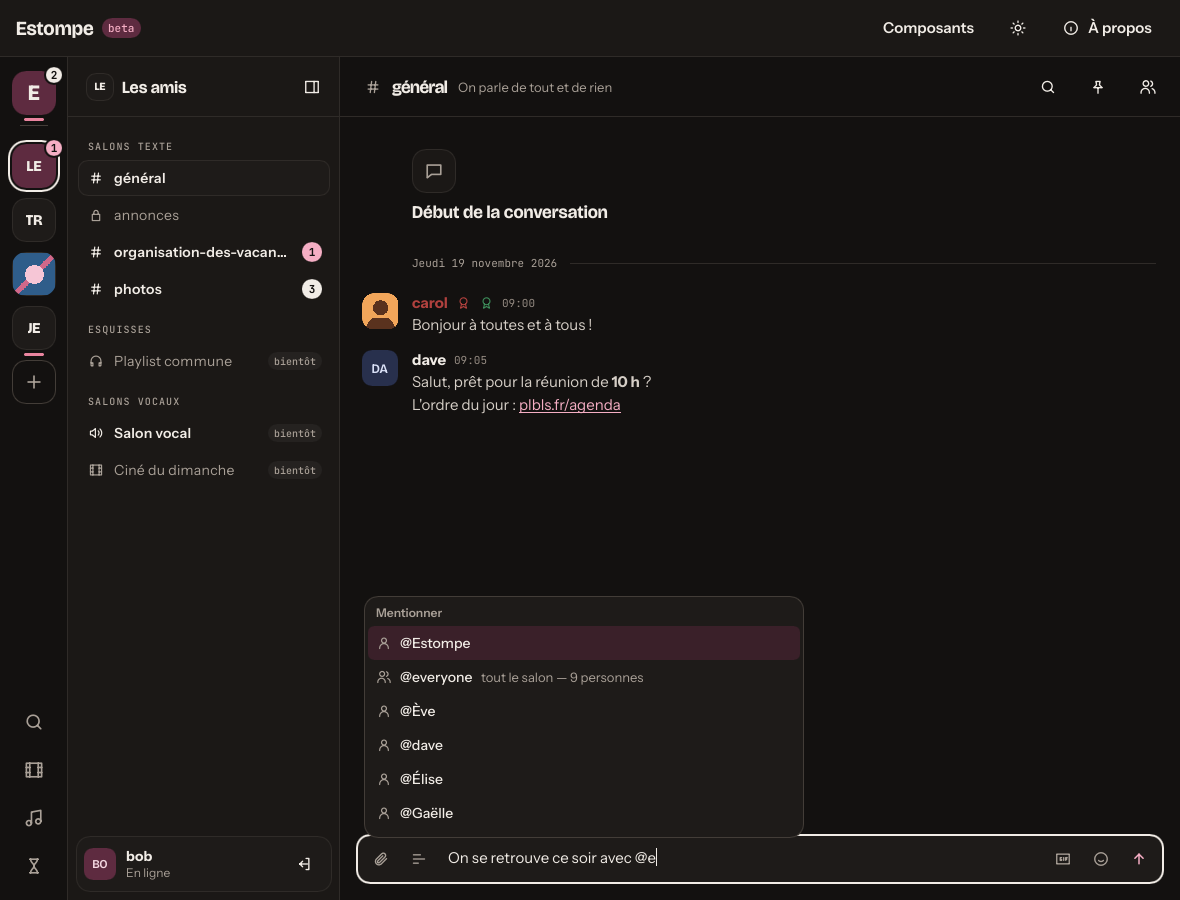 Estompe beta
Composants
À propos
E 2
LE 1
TR
JE
LE Les amis
SALONS TEXTE
# général
annonces
# organisation-des-vacan... 1
# photos 3
ESQUISSES
Playlist commune bientôt
SALONS VOCAUX
Salon vocal bientôt
Ciné du dimanche bientôt
BO bob
En ligne
# général On parle de tout et de rien
Début de la conversation
Jeudi 19 novembre 2026
carol 09:00
Bonjour à toutes et à tous !
DA dave 09:05
Salut, prêt pour la réunion de 10 h ?
L'ordre du jour : plbls.fr/agenda
Mentionner
@Estompe
@everyone tout le salon — 9 personnes
@Ève
@dave
@Élise
@Gaëlle
On se retrouve ce soir avec @e
GIF